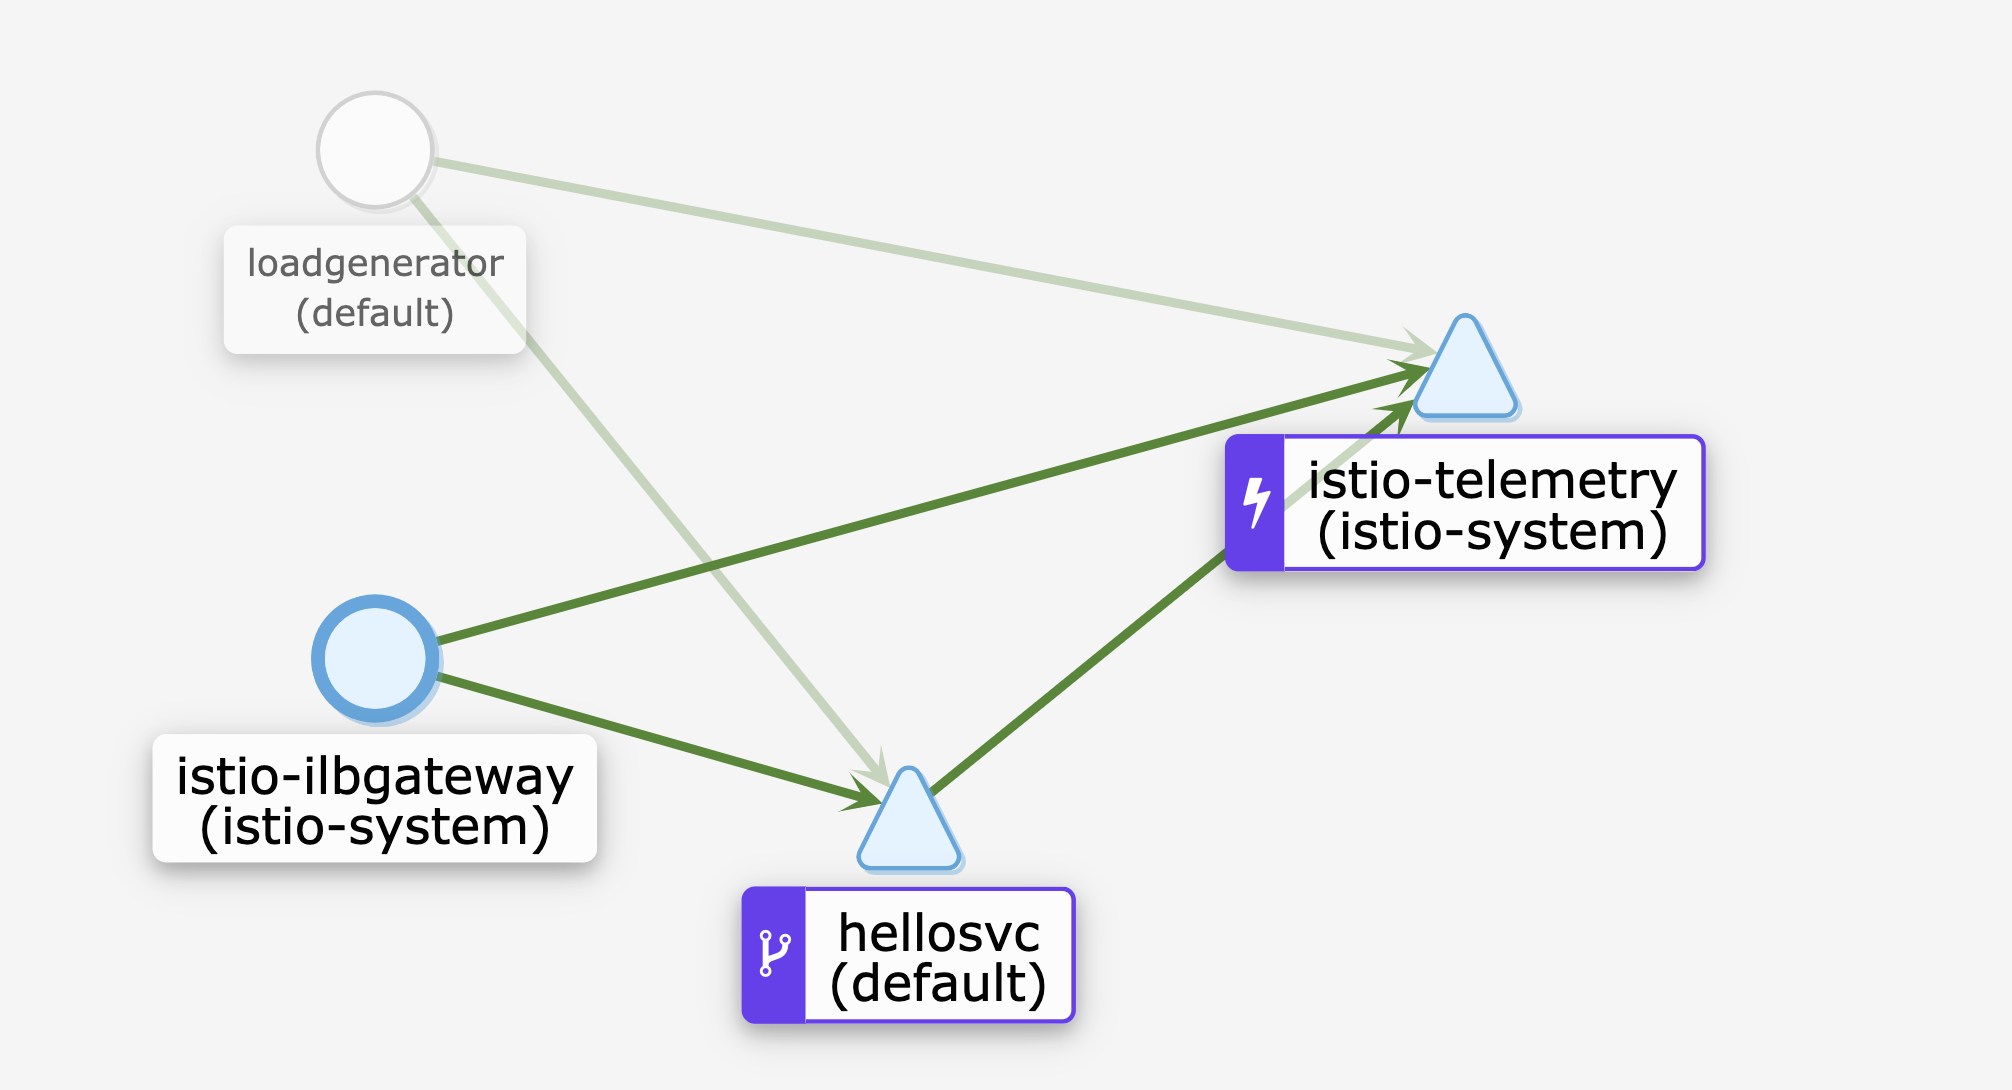 loadgenerator
(default)
istio-telemetry
(istio-system)
istio-ilbgateway
(istio-system)
hellosvc
(default)